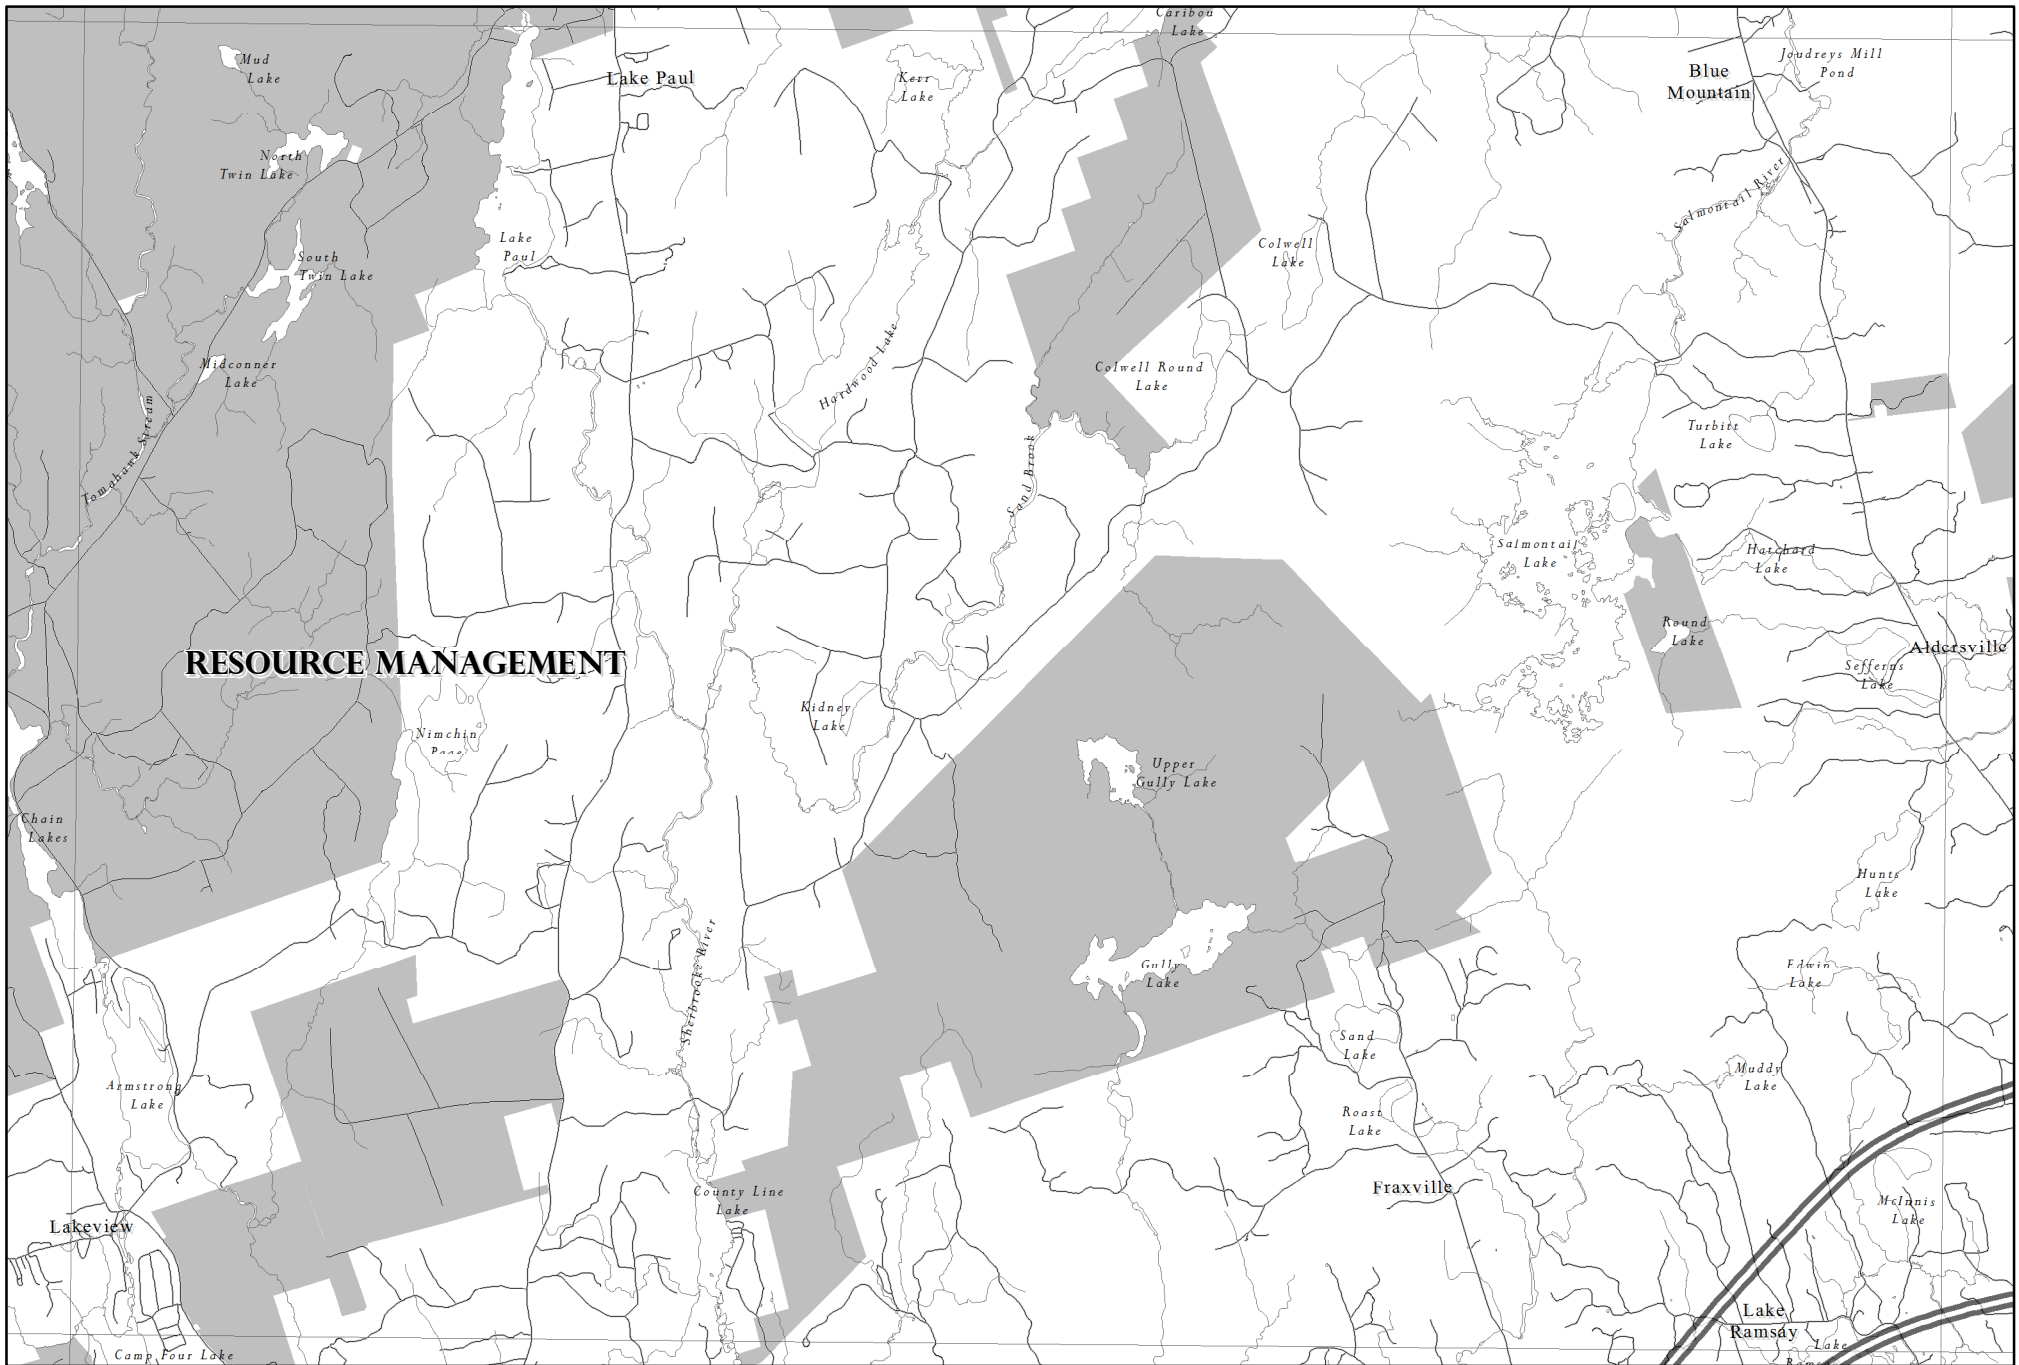 Caribou
Lake
Mud
Lake
Lake Paul
Kerr
Lake
Blue
Mountain
Joudreys Mill
Pond
North
Twin Lake
Salmontail River
Lake
Paul
South
Twin Lake
Colwell
Lake
Midconner
Lake
Hardwood Lake
Colwell Round
Lake
Tomahawk Stream
Sand Brook
Turbitt
Lake
Salmontail
Lake
Hatchard
Lake
Round
Lake
Aldersville
RESOURCE MANAGEMENT
Sefferns
Lake
Kidney
Lake
Nimchin
Upper
Gully Lake
Chain
Lakes
Hunts
Lake
Sherbrooke River
Gully
Lake
Edwin
Lake
Sand
Lake
Armstrong
Lake
Muddy
Lake
Roast
Lake
Fraxville
County Line
Lake
McInnis
Lake
Lakeview
Lake
Ramsay
Lake
Camp Four Lake